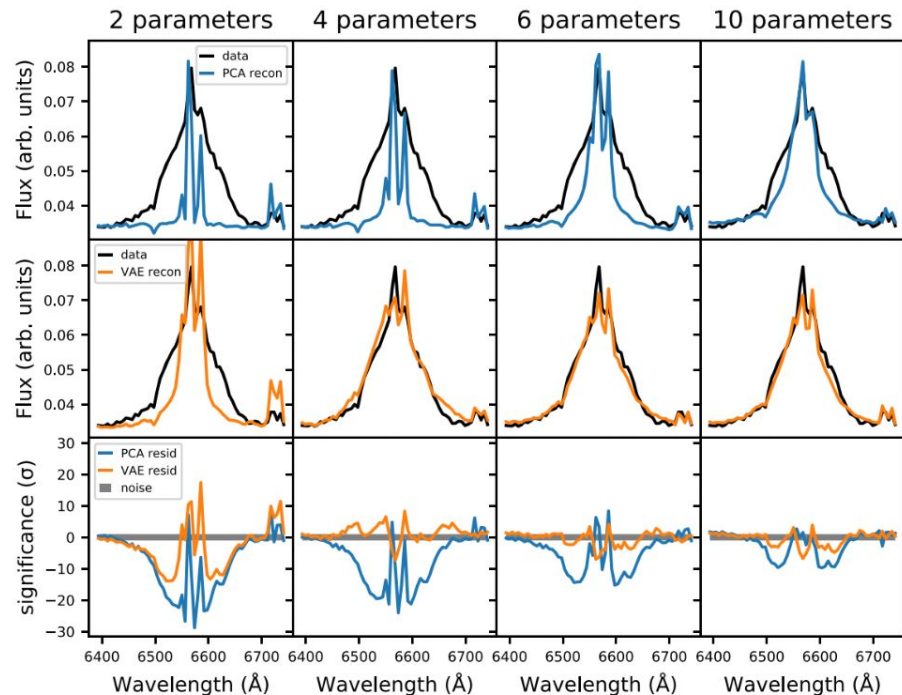 2 parameters 4 parameters 6 parameters 10 parameters
Flux (arb. units)
0.08
0.07
0.06
0.05
0.04
data
PCA recon
Flux (arb. units)
0.08
0.07
0.06
0.05
0.04
data
VAE recon
significance (σ)
30
20
10
0
−10
−20
−30
PCA resid
VAE resid
noise
6400 6500 6600 6700 6400 6500 6600 6700 6400 6500 6600 6700 6400 6500 6600 6700
Wavelength (Å) Wavelength (Å) Wavelength (Å) Wavelength (Å)